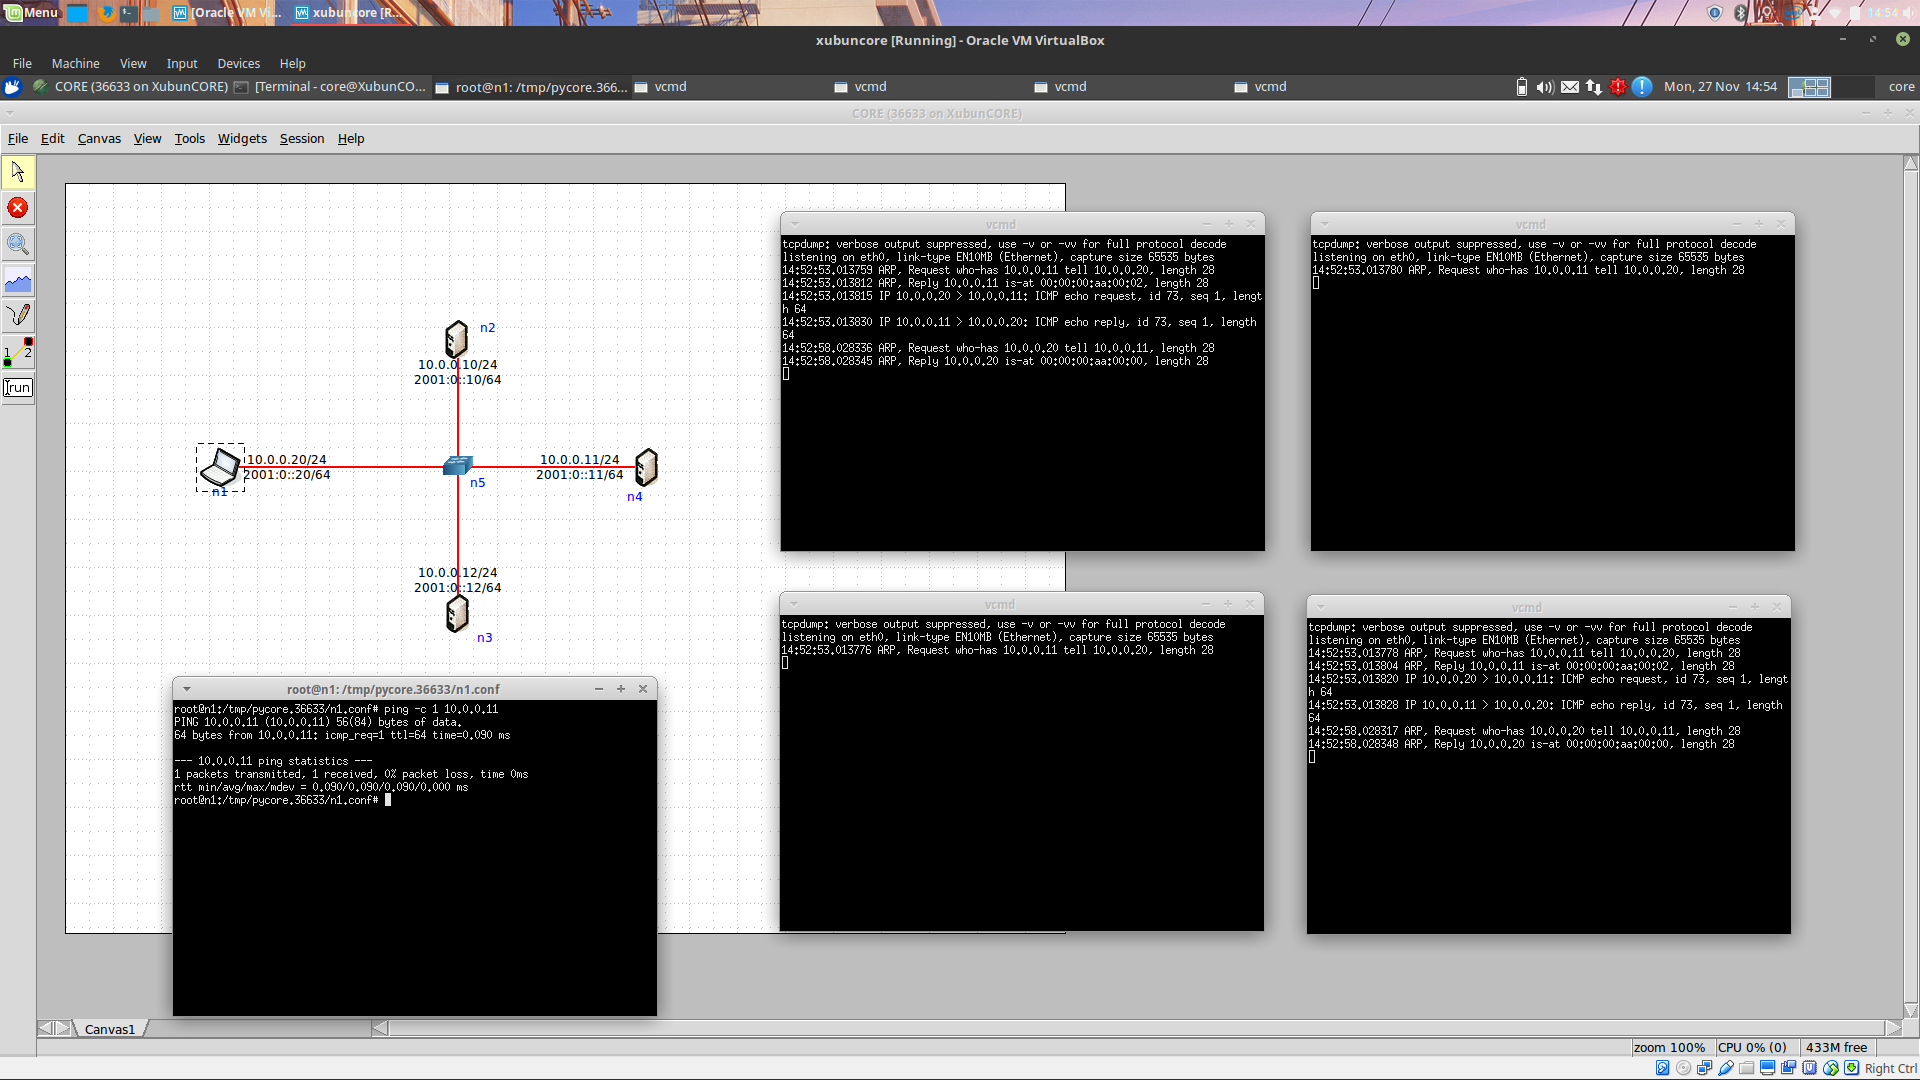 Menu
[Oracle VM Vi...
xubuncore [R...
14:54
xubuncore [Running] - Oracle VM VirtualBox
File Machine View Input Devices Help
CORE (36633 on XubunCORE)
[Terminal - core@XubunCO...
root@n1: /tmp/pycore.366...
vcmd
vcmd
vcmd
vcmd
Mon, 27 Nov 14:54
core
CORE (36633 on XubunCORE)
File Edit Canvas View Tools Widgets Session Help
1 2
run
n2
10.0.0.10/24
2001:0::10/64
10.0.0.20/24
2001:0::20/64
n1
n5
10.0.0.11/24
2001:0::11/64
n4
10.0.0.12/24
2001:0::12/64
n3
vcmd
tcpdump: verbose output suppressed, use -v or -vv for full protocol decode
listening on eth0, link-type EN10MB (Ethernet), capture size 65535 bytes
14:52:53.013759 ARP, Request who-has 10.0.0.11 tell 10.0.0.20, length 28
14:52:53.013812 ARP, Reply 10.0.0.11 is-at 00:00:00:aa:00:02, length 28
14:52:53.013815 IP 10.0.0.20 > 10.0.0.11: ICMP echo request, id 73, seq 1, lengt
h 64
14:52:53.013830 IP 10.0.0.11 > 10.0.0.20: ICMP echo reply, id 73, seq 1, length
64
14:52:58.028336 ARP, Request who-has 10.0.0.20 tell 10.0.0.11, length 28
14:52:58.028345 ARP, Reply 10.0.0.20 is-at 00:00:00:aa:00:00, length 28
vcmd
tcpdump: verbose output suppressed, use -v or -vv for full protocol decode
listening on eth0, link-type EN10MB (Ethernet), capture size 65535 bytes
14:52:53.013780 ARP, Request who-has 10.0.0.11 tell 10.0.0.20, length 28
vcmd
tcpdump: verbose output suppressed, use -v or -vv for full protocol decode
listening on eth0, link-type EN10MB (Ethernet), capture size 65535 bytes
14:52:53.013776 ARP, Request who-has 10.0.0.11 tell 10.0.0.20, length 28
vcmd
tcpdump: verbose output suppressed, use -v or -vv for full protocol decode
listening on eth0, link-type EN10MB (Ethernet), capture size 65535 bytes
14:52:53.013778 ARP, Request who-has 10.0.0.11 tell 10.0.0.20, length 28
14:52:53.013804 ARP, Reply 10.0.0.11 is-at 00:00:00:aa:00:02, length 28
14:52:53.013820 IP 10.0.0.20 > 10.0.0.11: ICMP echo request, id 73, seq 1, lengt
h 64
14:52:53.013828 IP 10.0.0.11 > 10.0.0.20: ICMP echo reply, id 73, seq 1, length
64
14:52:58.028317 ARP, Request who-has 10.0.0.20 tell 10.0.0.11, length 28
14:52:58.028348 ARP, Reply 10.0.0.20 is-at 00:00:00:aa:00:00, length 28
root@n1: /tmp/pycore.36633/n1.conf
root@n1:/tmp/pycore.36633/n1.conf# ping -c 1 10.0.0.11
PING 10.0.0.11 (10.0.0.11) 56(84) bytes of data.
64 bytes from 10.0.0.11: icmp_req=1 ttl=64 time=0.090 ms
--- 10.0.0.11 ping statistics ---
1 packets transmitted, 1 received, 0% packet loss, time 0ms
rtt min/avg/max/mdev = 0.090/0.090/0.090/0.000 ms
root@n1:/tmp/pycore.36633/n1.conf#
Canvas1
zoom 100% CPU 0% (0) 433M free
Right Ctrl